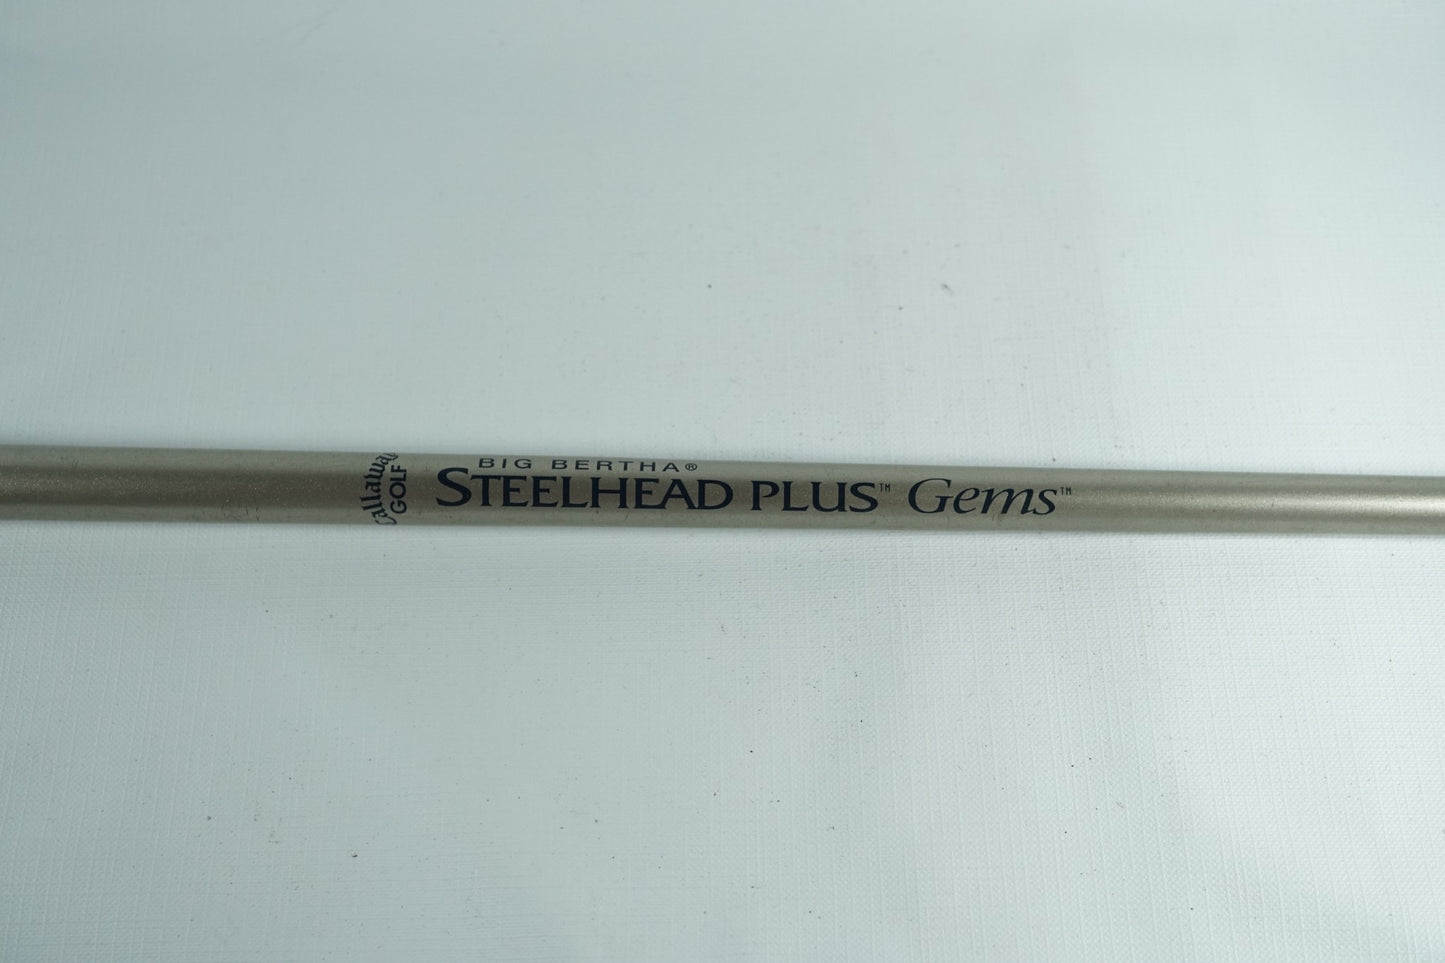 Callaway
GOLF
BIG BERTHA®
STEELHEAD PLUS™ Gems™